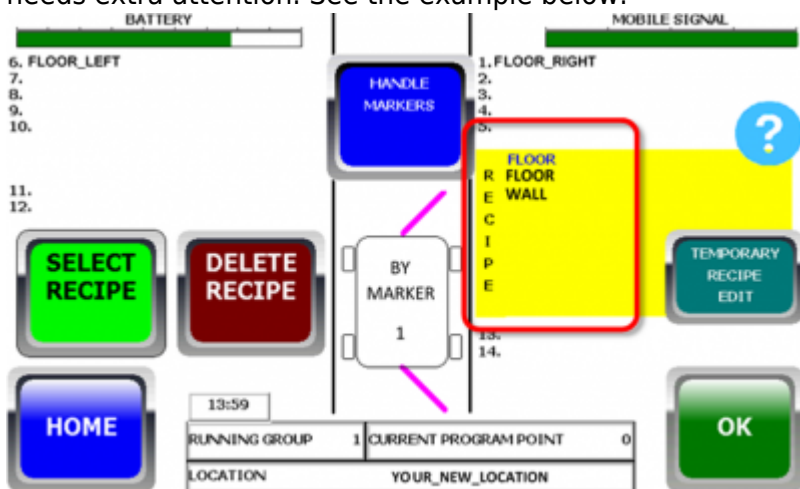 needs extra attention. See the example below:
BATTERY
MOBILE SIGNAL
6. FLOOR_LEFT
7.
8.
9.
10.
11.
12.
HANDLE
MARKERS
1. FLOOR_RIGHT
2.
3.
4.
5.
?
RECIPE
FLOOR
FLOOR
WALL
13.
14.
SELECT
RECIPE
DELETE
RECIPE
BY
MARKER
1
TEMPORARY
RECIPE
EDIT
HOME
13:59
RUNNING GROUP 1 CURRENT PROGRAM POINT 0
LOCATION YOUR_NEW_LOCATION
OK